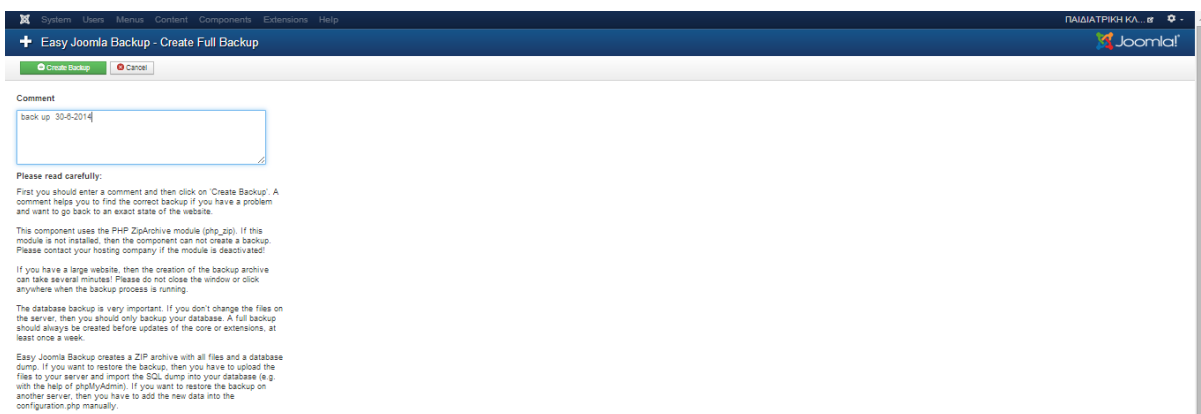 System Users Menus Content Components Extensions Help ΠΑΙΔΙΑΤΡΙΚΗ ΚΛ...
Easy Joomla Backup - Create Full Backup Joomla!
Create Backup Cancel
Comment
back up 30-6-2014
Please read carefully:
First you should enter a comment and then click on 'Create Backup'. A
comment helps you to find the correct backup if you have a problem
and want to go back to an exact state of the website.
This component uses the PHP ZipArchive module (php_zip). If this
module is not installed, then the component can not create a backup.
Please contact your hosting company if the module is deactivated!
If you have a large website, then the creation of the backup archive
can take several minutes! Please do not close the window or click
anywhere when the backup process is running.
The database backup is very important. If you don't change the files on
the server, then you should only backup your database. A full backup
should always be created before updates of the core or extensions, at
least once a week.
Easy Joomla Backup creates a ZIP archive with all files and a database
dump. If you want to restore the backup, then you have to upload the
files to your server and import the SQL dump into your database (e.g.
with the help of phpMyAdmin). If you want to restore the backup on
another server, then you have to add the new data into the
configuration.php manually.